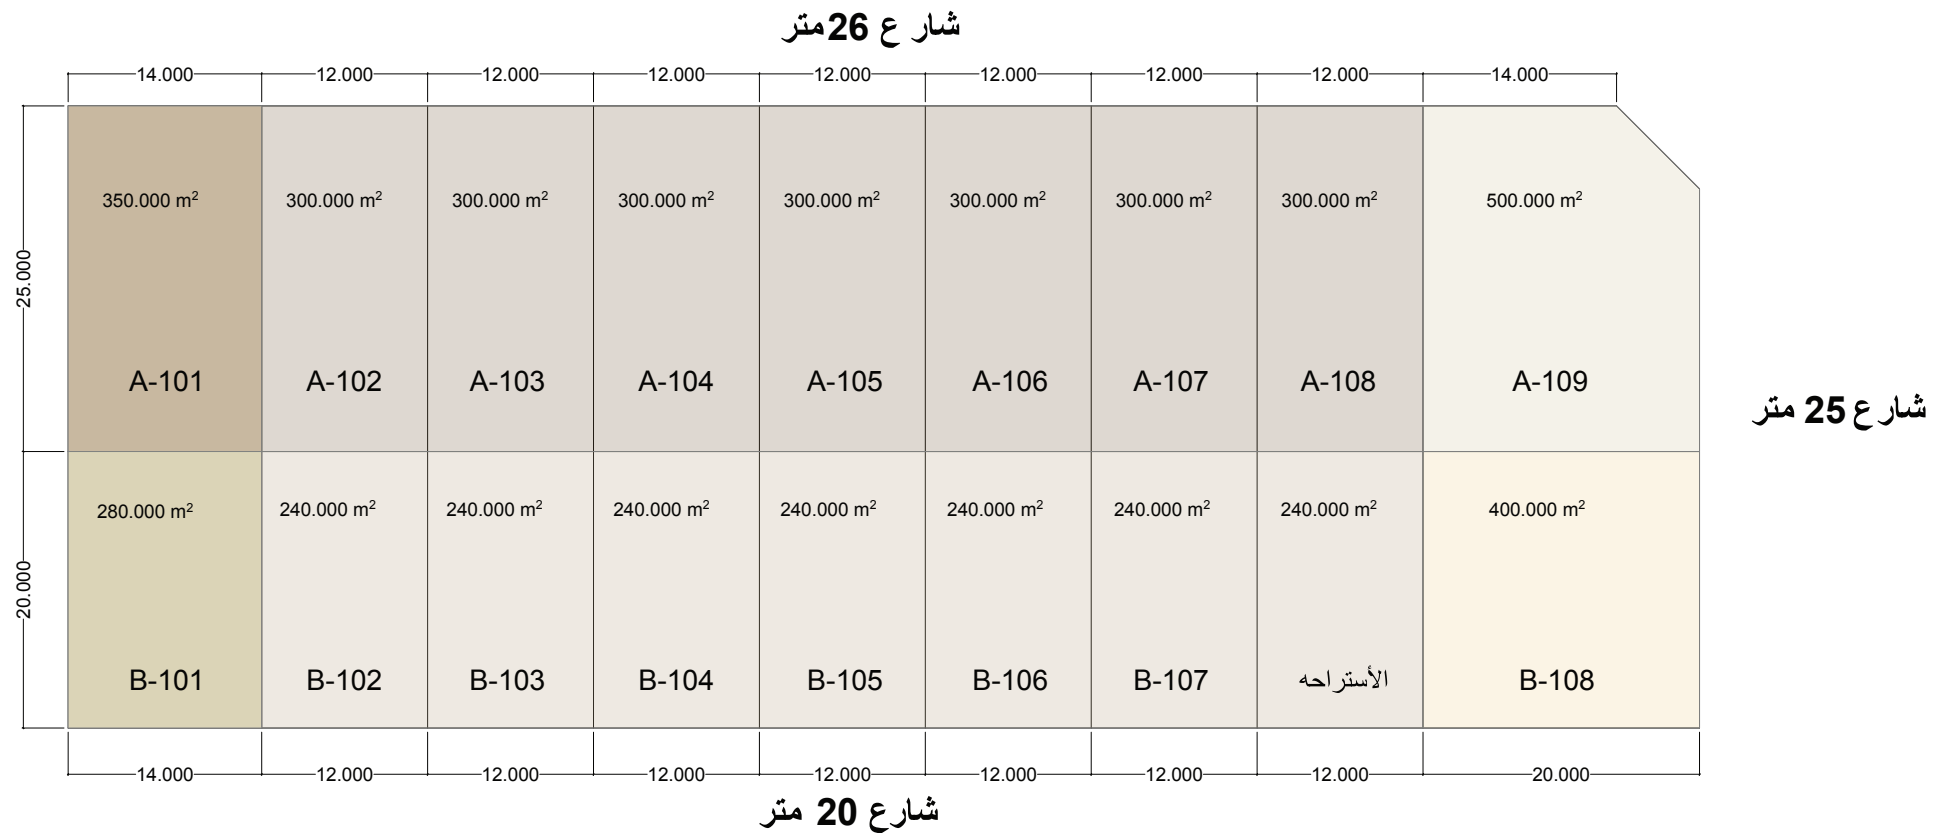 شارع 26 متر
14.000 12.000 12.000 12.000 12.000 12.000 12.000 12.000 14.000
350.000 m² 300.000 m² 300.000 m² 300.000 m² 300.000 m² 300.000 m² 300.000 m² 300.000 m² 500.000 m²
25.000
A-101 A-102 A-103 A-104 A-105 A-106 A-107 A-108 A-109
شارع 25 متر
280.000 m² 240.000 m² 240.000 m² 240.000 m² 240.000 m² 240.000 m² 240.000 m² 240.000 m² 400.000 m²
20.000
B-101 B-102 B-103 B-104 B-105 B-106 B-107 الأستراحه B-108
14.000 12.000 12.000 12.000 12.000 12.000 12.000 12.000 20.000
شارع 20 متر